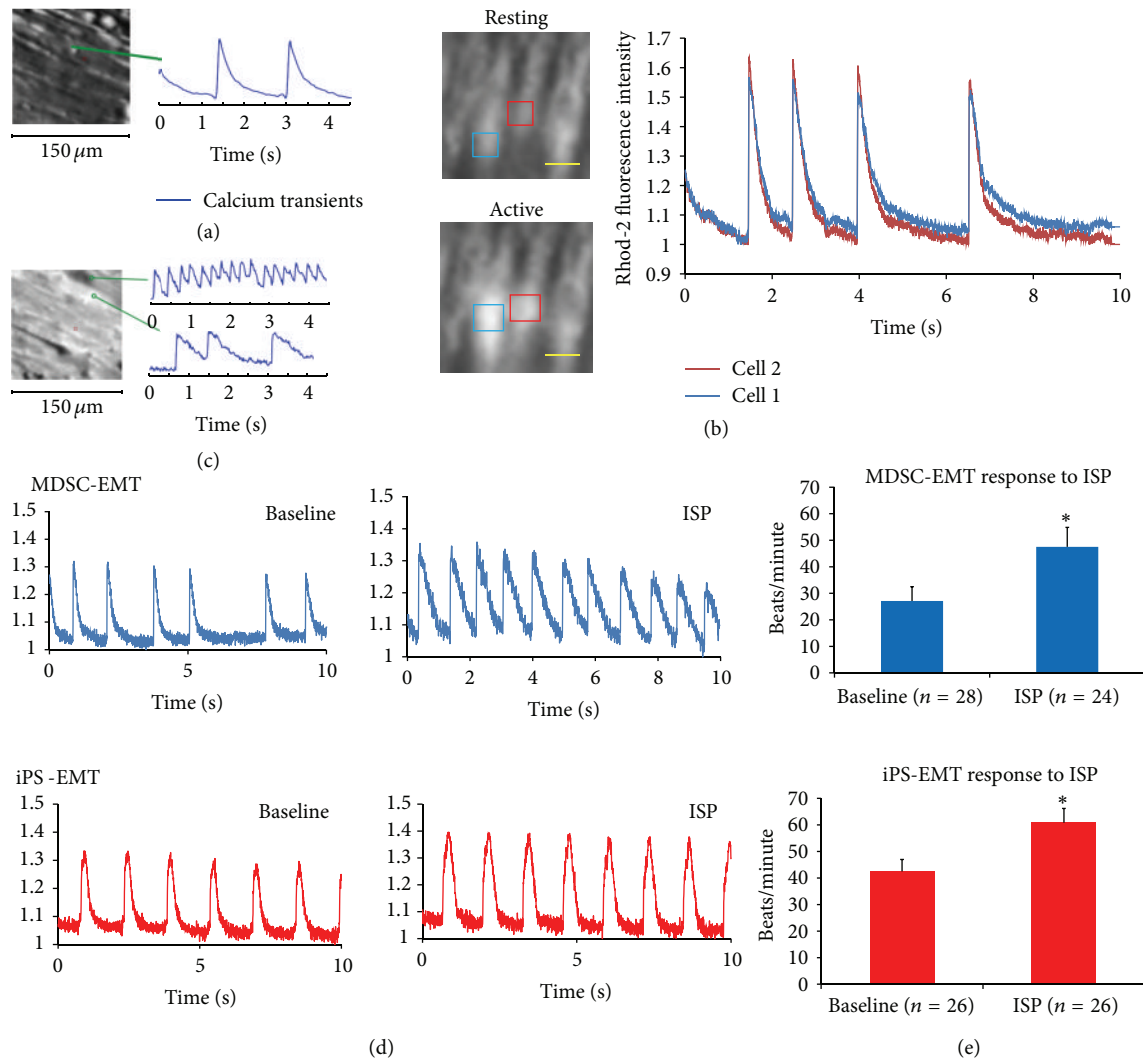 150 μm
0 1 2 3 4
Time (s)
Calcium transients
(a)
Resting
Active
Rhod-2 fluorescence intensity
1.7
1.6
1.5
1.4
1.3
1.2
1.1
1
0.9
0 2 4 6 8 10
Time (s)
Cell 2
Cell 1
(b)
0 1 2 3 4
0 1 2 3 4
150 μm
Time (s)
(c)
MDSC-EMT
Baseline
1.5
1.4
1.3
1.2
1.1
1
0 5 10
Time (s)
ISP
1.5
1.4
1.3
1.2
1.1
1
0 2 4 6 8 10
Time (s)
MDSC-EMT response to ISP
Beats/minute
70
60
50
40
30
20
10
0
*
Baseline (n = 28) ISP (n = 24)
iPS -EMT
Baseline
1.5
1.4
1.3
1.2
1.1
1
0 5 10
Time (s)
ISP
1.5
1.4
1.3
1.2
1.1
1
0 5 10
Time (s)
(d)
iPS-EMT response to ISP
Beats/minute
70
60
50
40
30
20
10
0
*
Baseline (n = 26) ISP (n = 26)
(e)